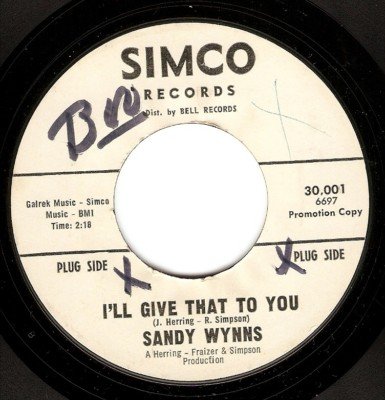 SIMCO
RECORDS
Dist. by BELL RECORDS
Galrek Music - Simco
Music - BMI
Time: 2:18
30,001
6697
Promotion Copy
PLUG SIDE
PLUG SIDE
I'LL GIVE THAT TO YOU
(J. Herring - R. Simpson)
SANDY WYNNS
A Herring - Fraizer & Simpson
Production